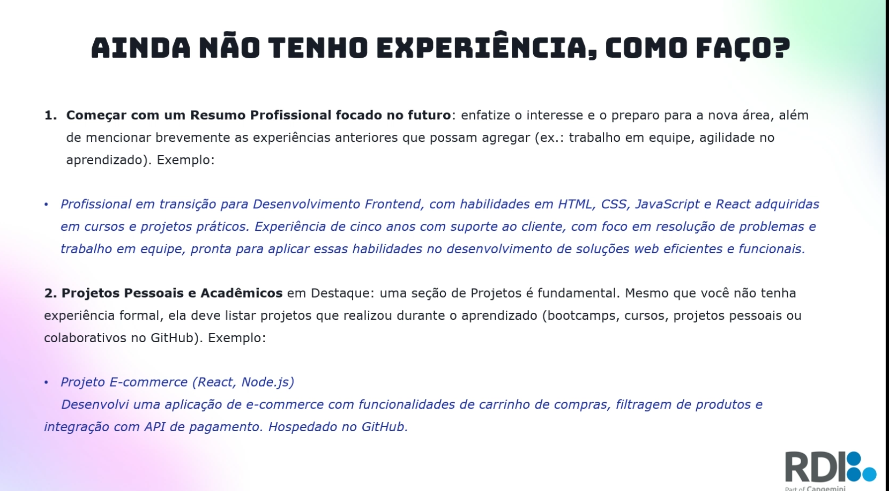 AINDA NÃO TENHO EXPERIÊNCIA, COMO FAÇO?
1. Começar com um Resumo Profissional focado no futuro: enfatize o interesse e o preparo para a nova área, além
de mencionar brevemente as experiências anteriores que possam agregar (ex.: trabalho em equipe, agilidade no
aprendizado). Exemplo:
• Profissional em transição para Desenvolvimento Frontend, com habilidades em HTML, CSS, JavaScript e React adquiridas
em cursos e projetos práticos. Experiência de cinco anos com suporte ao cliente, com foco em resolução de problemas e
trabalho em equipe, pronta para aplicar essas habilidades no desenvolvimento de soluções web eficientes e funcionais.
2. Projetos Pessoais e Acadêmicos em Destaque: uma seção de Projetos é fundamental. Mesmo que você não tenha
experiência formal, ela deve listar projetos que realizou durante o aprendizado (bootcamps, cursos, projetos pessoais ou
colaborativos no GitHub). Exemplo:
• Projeto E-commerce (React, Node.js)
Desenvolvi uma aplicação de e-commerce com funcionalidades de carrinho de compras, filtragem de produtos e
integração com API de pagamento. Hospedado no GitHub.
RDI
Part of Capgemini